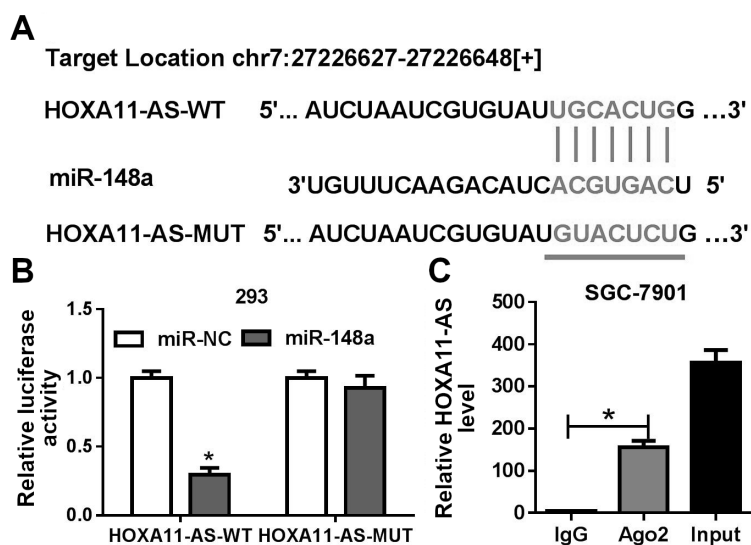 A
Target Location chr7:27226627-27226648[+]
HOXA11-AS-WT 5'... AUCUAAUCGUGUAUUGCACUGG ...3'
miR-148a 3'UGUUUCAAGACAUCACGUGACU 5'
HOXA11-AS-MUT 5'... AUCUAAUCGUGUAUGUACUCUG ...3'
B
293
Relative luciferase activity
1.5
1.0
0.5
0.0
miR-NC
miR-148a
*
HOXA11-AS-WT
HOXA11-AS-MUT
C
SGC-7901
Relative HOXA11-AS level
500
400
300
200
100
0
*
IgG
Ago2
Input